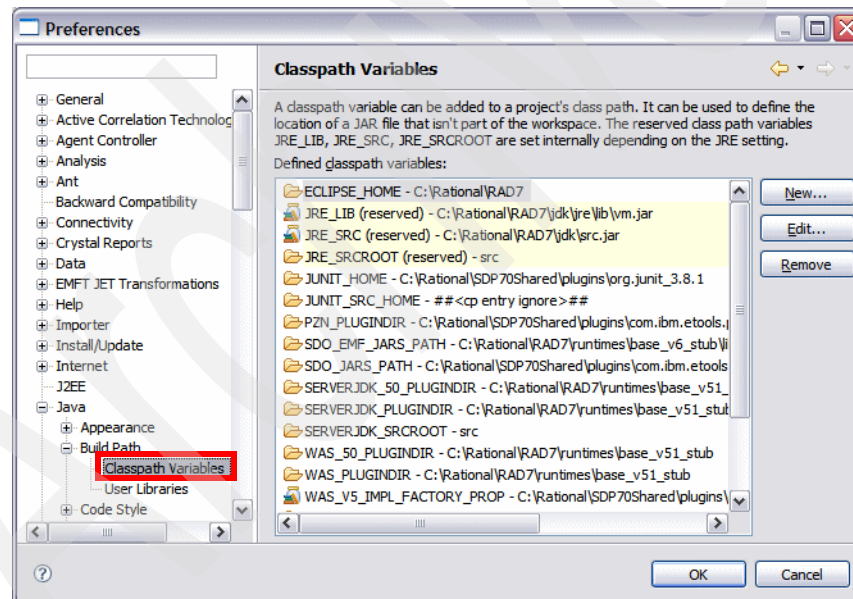 Preferences
General
Active Correlation Technolog
Agent Controller
Analysis
Ant
Backward Compatibility
Connectivity
Crystal Reports
Data
EMFT JET Transformations
Help
Importer
Install/Update
Internet
J2EE
Java
Appearance
Build Path
Classpath Variables
User Libraries
Code Style
Classpath Variables
A classpath variable can be added to a project's class path. It can be used to define the
location of a JAR file that isn't part of the workspace. The reserved class path variables
JRE_LIB, JRE_SRC, JRE_SRCROOT are set internally depending on the JRE setting.
Defined classpath variables:
ECLIPSE_HOME - C:\Rational\RAD7
JRE_LIB (reserved) - C:\Rational\RAD7\jdk\jre\lib\vm.jar
JRE_SRC (reserved) - C:\Rational\RAD7\jdk\src.jar
JRE_SRCROOT (reserved) - src
JUNIT_HOME - C:\Rational\SDP70Shared\plugins\org.junit_3.8.1
JUNIT_SRC_HOME - ##<cp entry ignore>##
PZN_PLUGINDIR - C:\Rational\SDP70Shared\plugins\com.ibm.etools.p
SDO_EMF_JARS_PATH - C:\Rational\RAD7\runtimes\base_v6_stub\li
SDO_JARS_PATH - C:\Rational\SDP70Shared\plugins\com.ibm.etools
SERVERJDK_50_PLUGINDIR - C:\Rational\RAD7\runtimes\base_v51_
SERVERJDK_PLUGINDIR - C:\Rational\RAD7\runtimes\base_v51_stub
SERVERJDK_SRCROOT - src
WAS_50_PLUGINDIR - C:\Rational\RAD7\runtimes\base_v51_stub
WAS_PLUGINDIR - C:\Rational\RAD7\runtimes\base_v51_stub
WAS_V5_IMPL_FACTORY_PROP - C:\Rational\SDP70Shared\plugins\
New...
Edit...
Remove
OK
Cancel